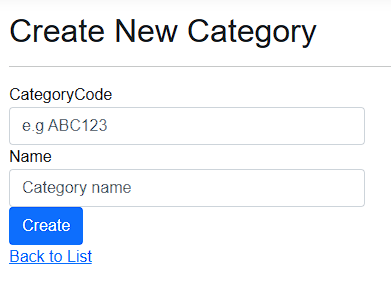 Create New Category
CategoryCode
e.g ABC123
Name
Category name
Create
Back to List